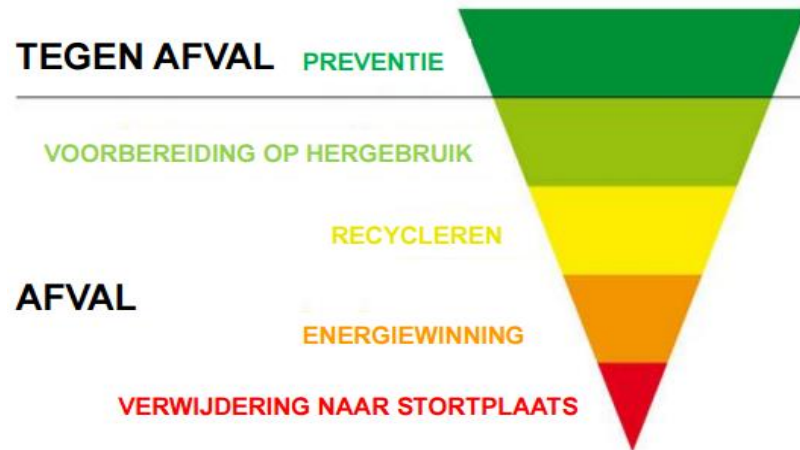 TEGEN AFVAL PREVENTIE
VOORBEREIDING OP HERGEBRUIK
RECYCLEREN
AFVAL
ENERGIEWINNING
VERWIJDERING NAAR STORTPLAATS